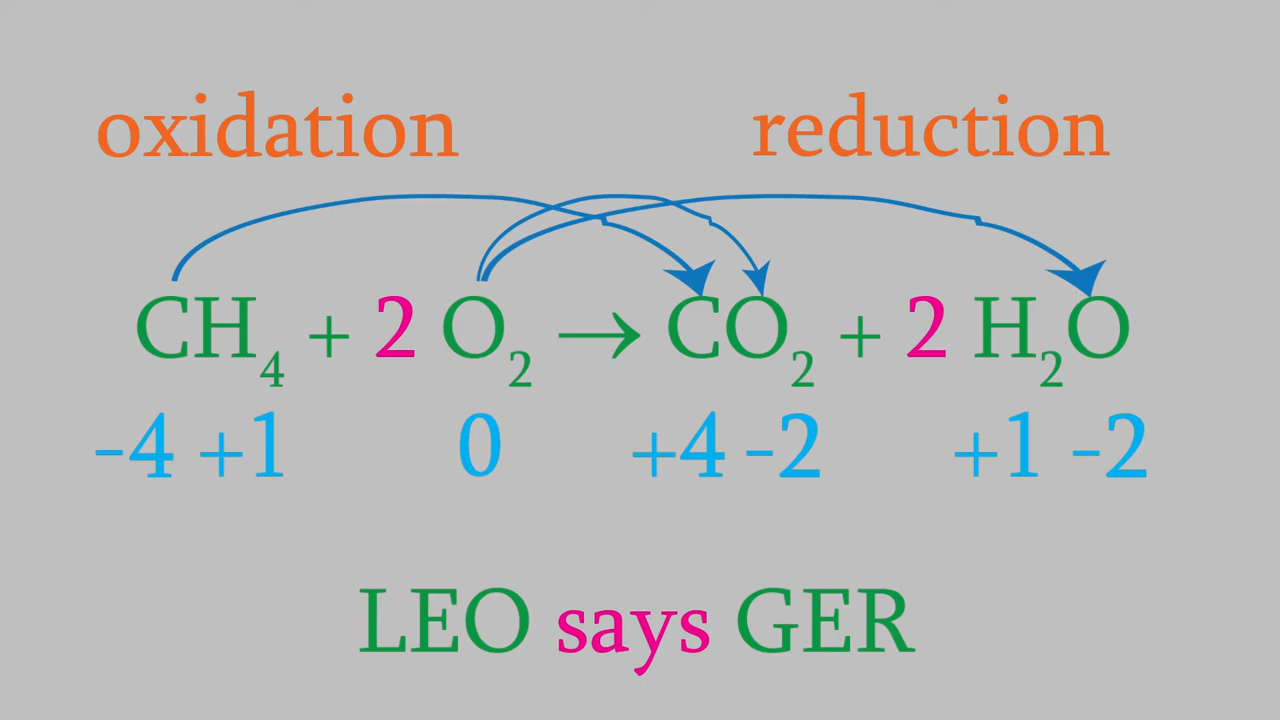 oxidation reduction
CH₄ + 2 O₂ → CO₂ + 2 H₂O
-4 +1 0 +4 -2 +1 -2
LEO says GER